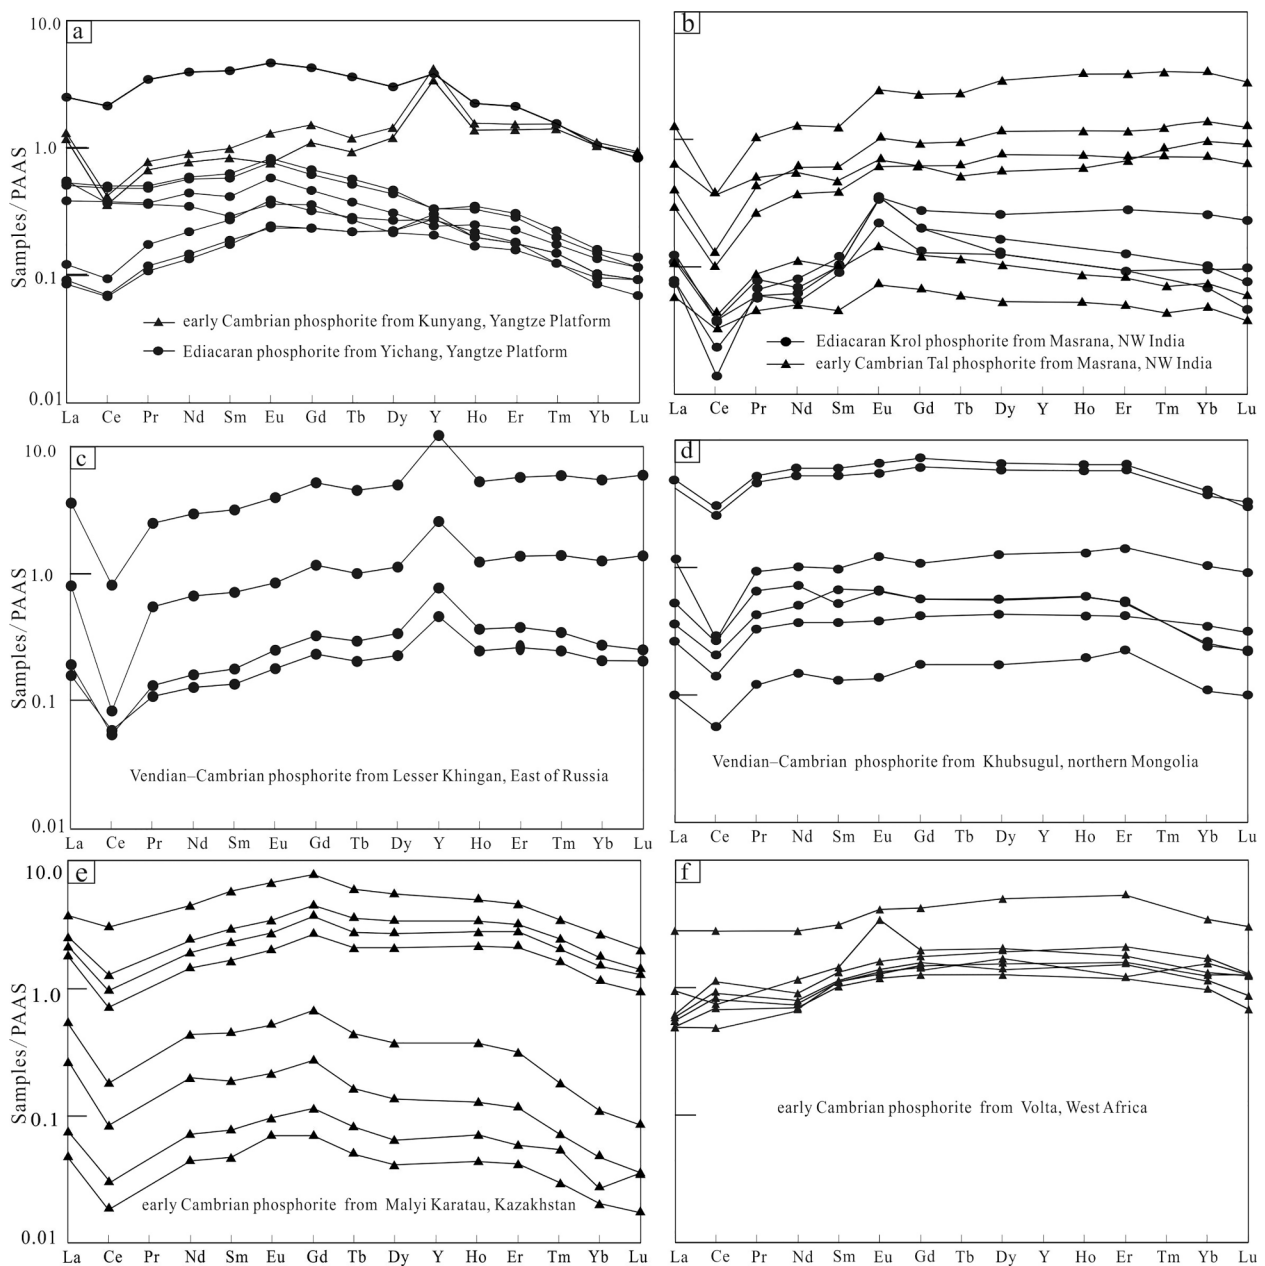 a
10.0
1.0
0.1
0.01
Samples/PAAS
early Cambrian phosphorite from Kunyang, Yangtze Platform
Ediacaran phosphorite from Yichang, Yangtze Platform
La Ce Pr Nd Sm Eu Gd Tb Dy Y Ho Er Tm Yb Lu
b
Ediacaran Krol phosphorite from Masrana, NW India
early Cambrian Tal phosphorite from Masrana, NW India
La Ce Pr Nd Sm Eu Gd Tb Dy Y Ho Er Tm Yb Lu
c
10.0
1.0
0.1
0.01
Samples/PAAS
Vendian–Cambrian phosphorite from Lesser Khingan, East of Russia
La Ce Pr Nd Sm Eu Gd Tb Dy Y Ho Er Tm Yb Lu
d
Vendian–Cambrian phosphorite from Khubsugul, northern Mongolia
La Ce Pr Nd Sm Eu Gd Tb Dy Y Ho Er Tm Yb Lu
e
10.0
1.0
0.1
0.01
Samples/PAAS
early Cambrian phosphorite from Malyi Karatau, Kazakhstan
La Ce Pr Nd Sm Eu Gd Tb Dy Y Ho Er Tm Yb Lu
f
early Cambrian phosphorite from Volta, West Africa
La Ce Pr Nd Sm Eu Gd Tb Dy Y Ho Er Tm Yb Lu